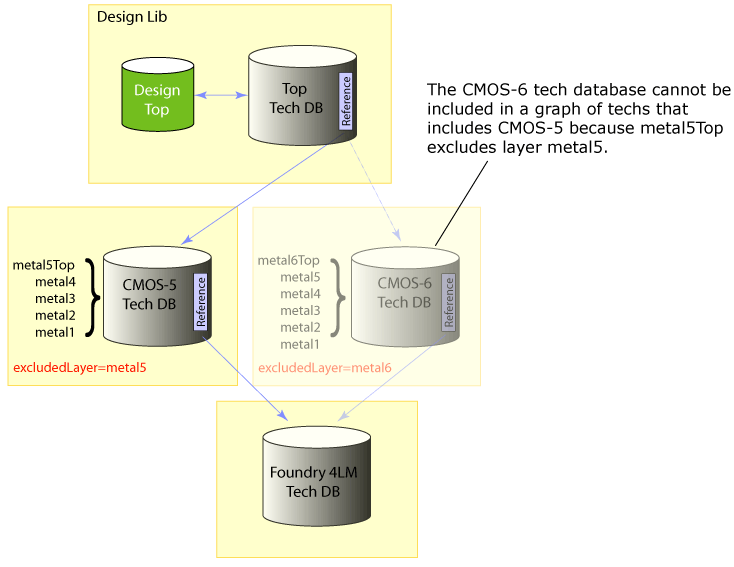 Design Lib
Design
Top
Top
Tech DB
Reference
The CMOS-6 tech database cannot be
included in a graph of techs that
includes CMOS-5 because metal5Top
excludes layer metal5.
metal5Top
metal4
metal3
metal2
metal1
CMOS-5
Tech DB
Reference
excludedLayer=metal5
metal6Top
metal5
metal4
metal3
metal2
metal1
CMOS-6
Tech DB
Reference
excludedLayer=metal6
Foundry 4LM
Tech DB